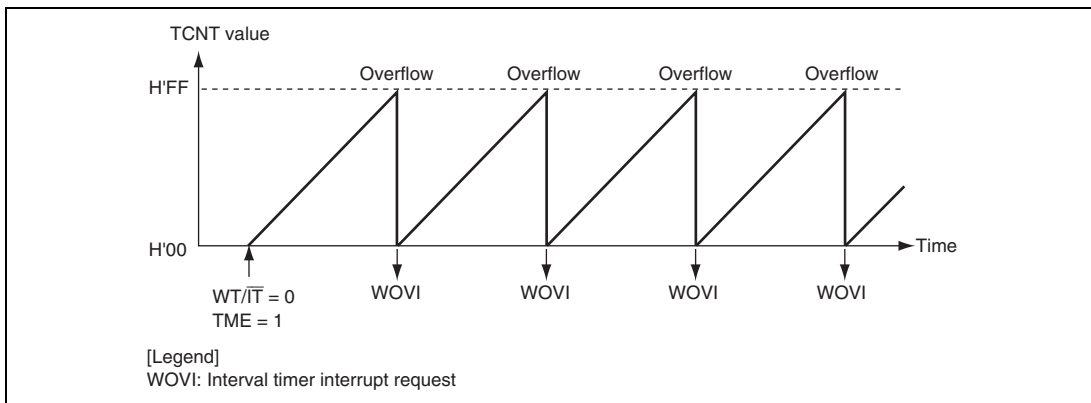 TCNT value
Overflow Overflow Overflow Overflow
H'FF
H'00
Time
WOVI WOVI WOVI WOVI
WT/I̅T̅ = 0
TME = 1
[Legend]
WOVI: Interval timer interrupt request